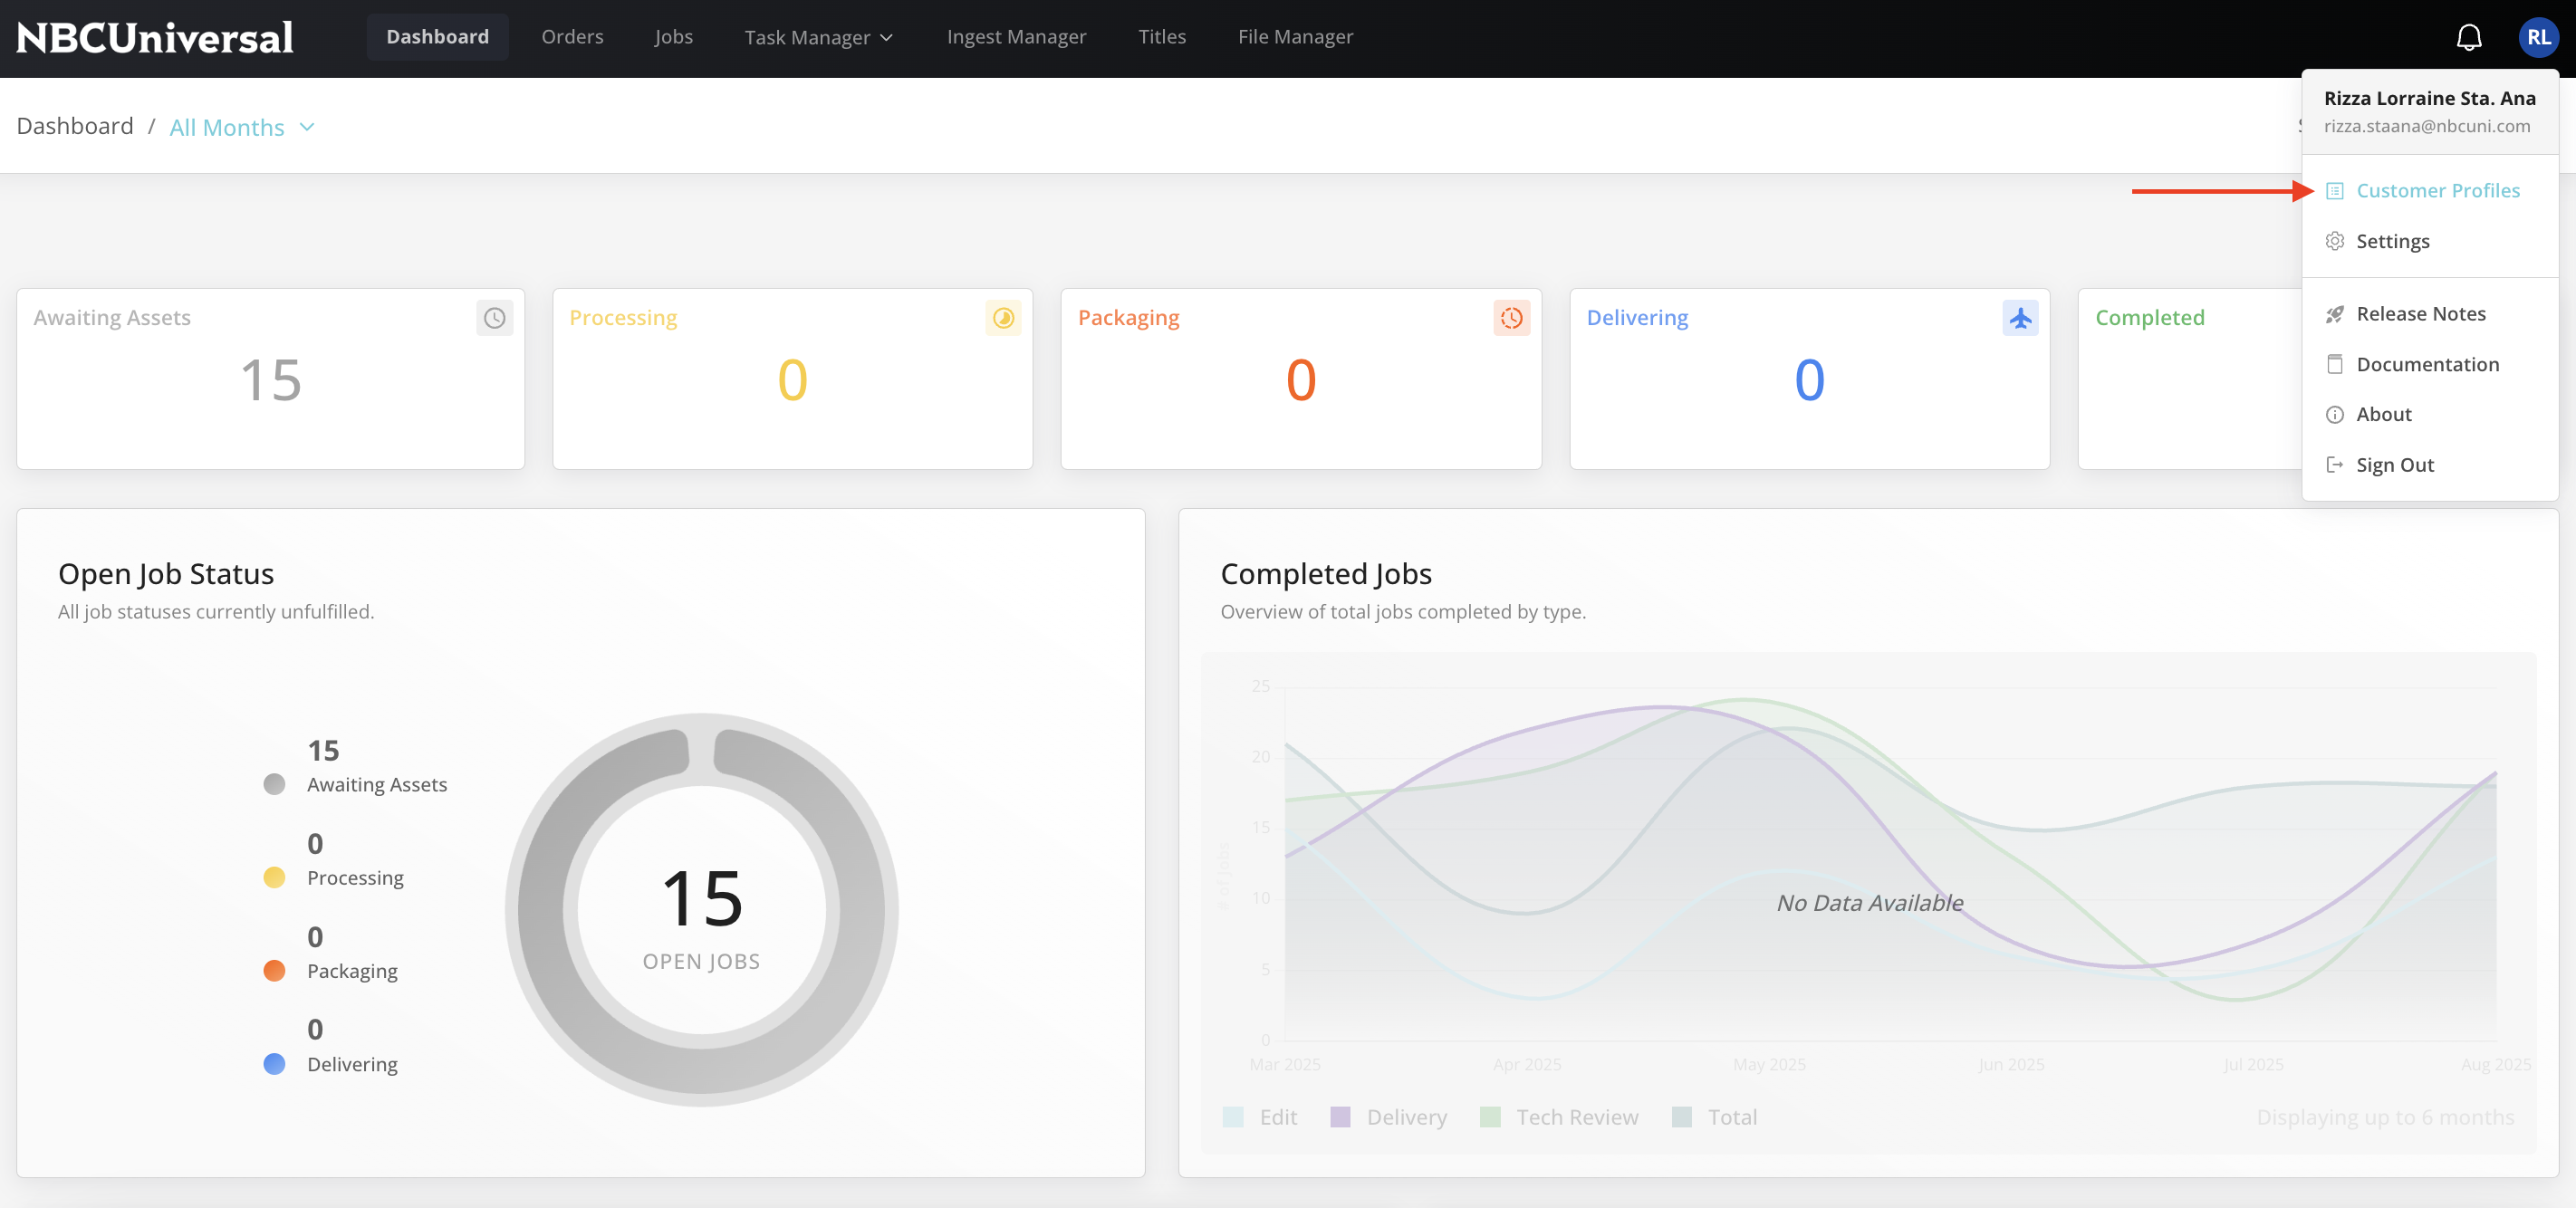 NBCUniversal
Dashboard
Orders
Jobs
Task Manager
Ingest Manager
Titles
File Manager
RL
Dashboard / All Months
Rizza Lorraine Sta. Ana
rizza.staana@nbcuni.com
Customer Profiles
Settings
Release Notes
Documentation
About
Sign Out
Awaiting Assets
15
Processing
0
Packaging
0
Delivering
0
Completed
Open Job Status
All job statuses currently unfulfilled.
15
Awaiting Assets
0
Processing
0
Packaging
0
Delivering
15
OPEN JOBS
Completed Jobs
Overview of total jobs completed by type.
25
20
15
10
5
0
# of Jobs
No Data Available
Mar 2025
Apr 2025
May 2025
Jun 2025
Jul 2025
Aug 2025
Edit
Delivery
Tech Review
Total
Displaying up to 6 months